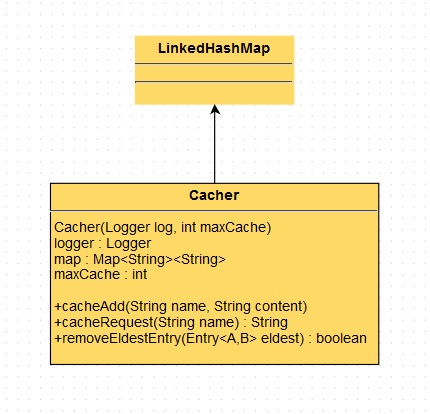 LinkedHashMap
Cacher
Cacher(Logger log, int maxCache)
logger : Logger
map : Map<String><String>
maxCache : int
+cacheAdd(String name, String content)
+cacheRequest(String name) : String
+removeEldestEntry(Entry<A,B> eldest) : boolean